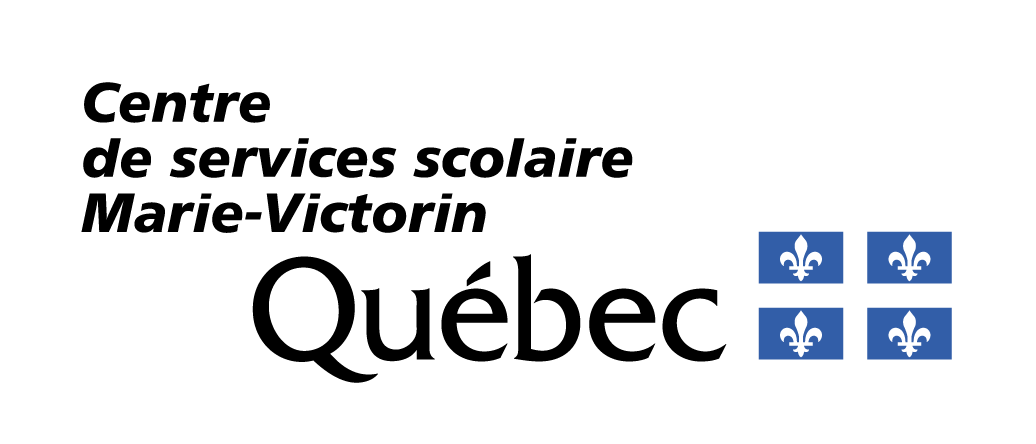 Centre
de services scolaire
Marie-Victorin
Québec